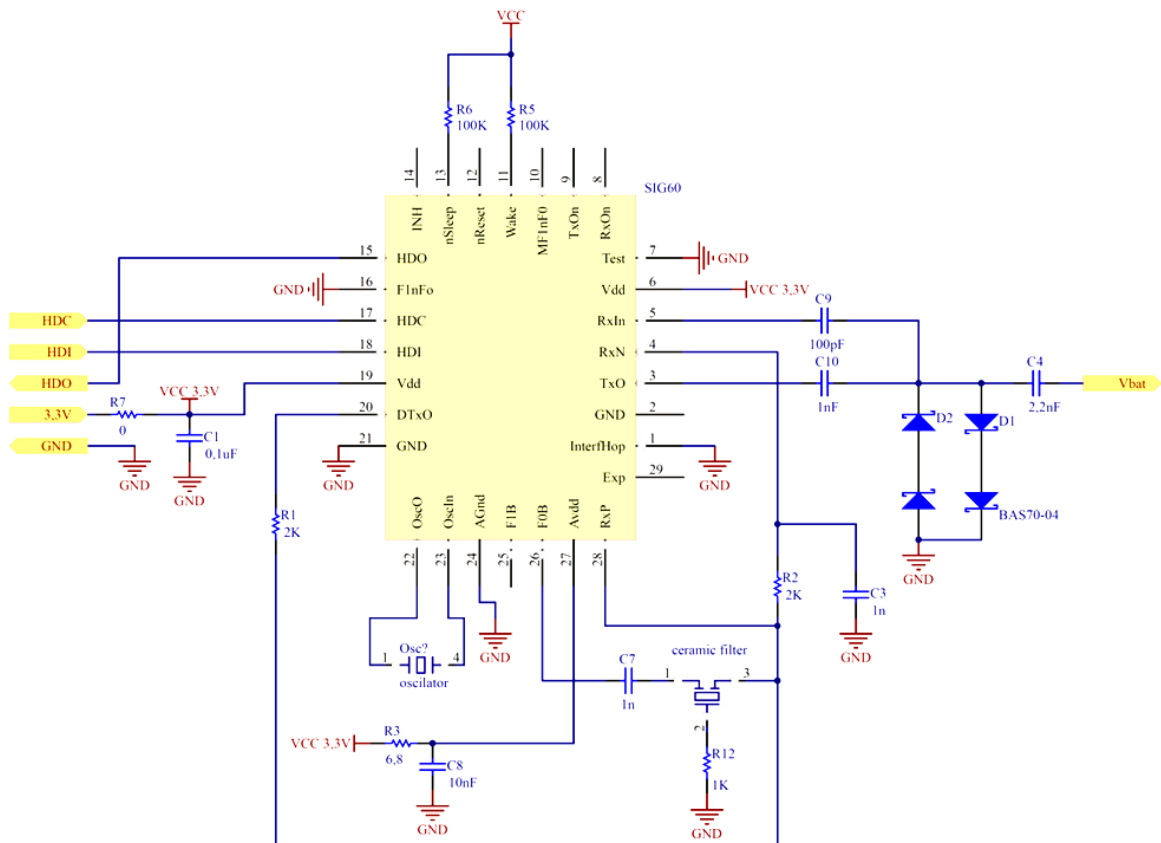 VCC
R6
100K
R5
100K
14
13
12
11
10
9
8
SIG60
INH
nSleep
nReset
Wake
MF1nF0
TxOn
RxOn
15
HDO
Test
7
GND
GND
16
F1nFo
Vdd
6
VCC 3,3V
HDC
17
HDC
RxIn
5
C9
100pF
HDI
18
HDI
RxN
4
C10
1nF
HDO
VCC 3,3V
19
Vdd
TxO
3
C4
2,2nF
Vbat
3,3V
R7
0
20
DTxO
GND
2
D2
D1
GND
C1
0,1uF
21
GND
InterfHop
1
GND
GND
GND
GND
Exp
29
R1
2K
OscO
OscIn
AGnd
F1B
F0B
Avdd
RxP
BAS70-04
22
23
24
25
26
27
28
GND
R2
2K
C3
1n
GND
GND
Osc?
1
4
oscilator
C7
1n
ceramic filter
1
3
2
VCC 3,3V
R3
6,8
C8
10nF
GND
R12
1K
GND